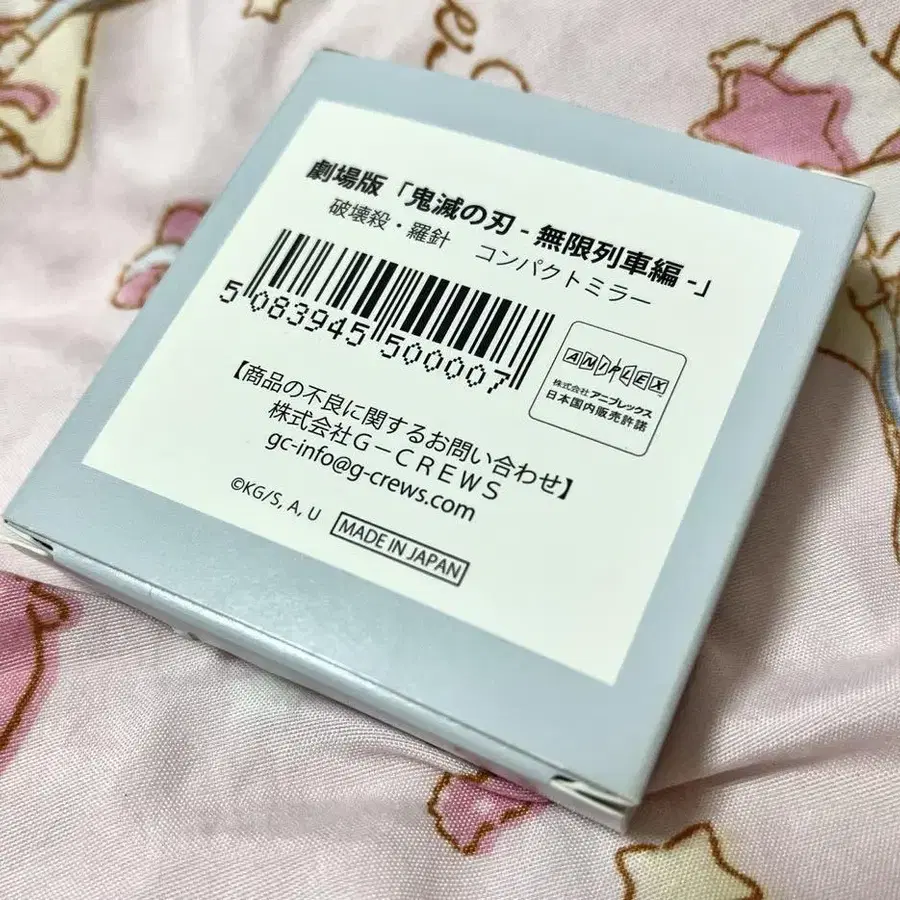 劇場版「鬼滅の刃 - 無限列車編 -」
破壊殺・羅針　コンパクトミラー
5 083945 500007
ANIPLEX
株式会社アニプレックス
日本国内販売許諾
【商品の不良に関するお問い合わせ】
株式会社G－CREWS
gc-info@g-crews.com
©KG/S, A, U
MADE IN JAPAN